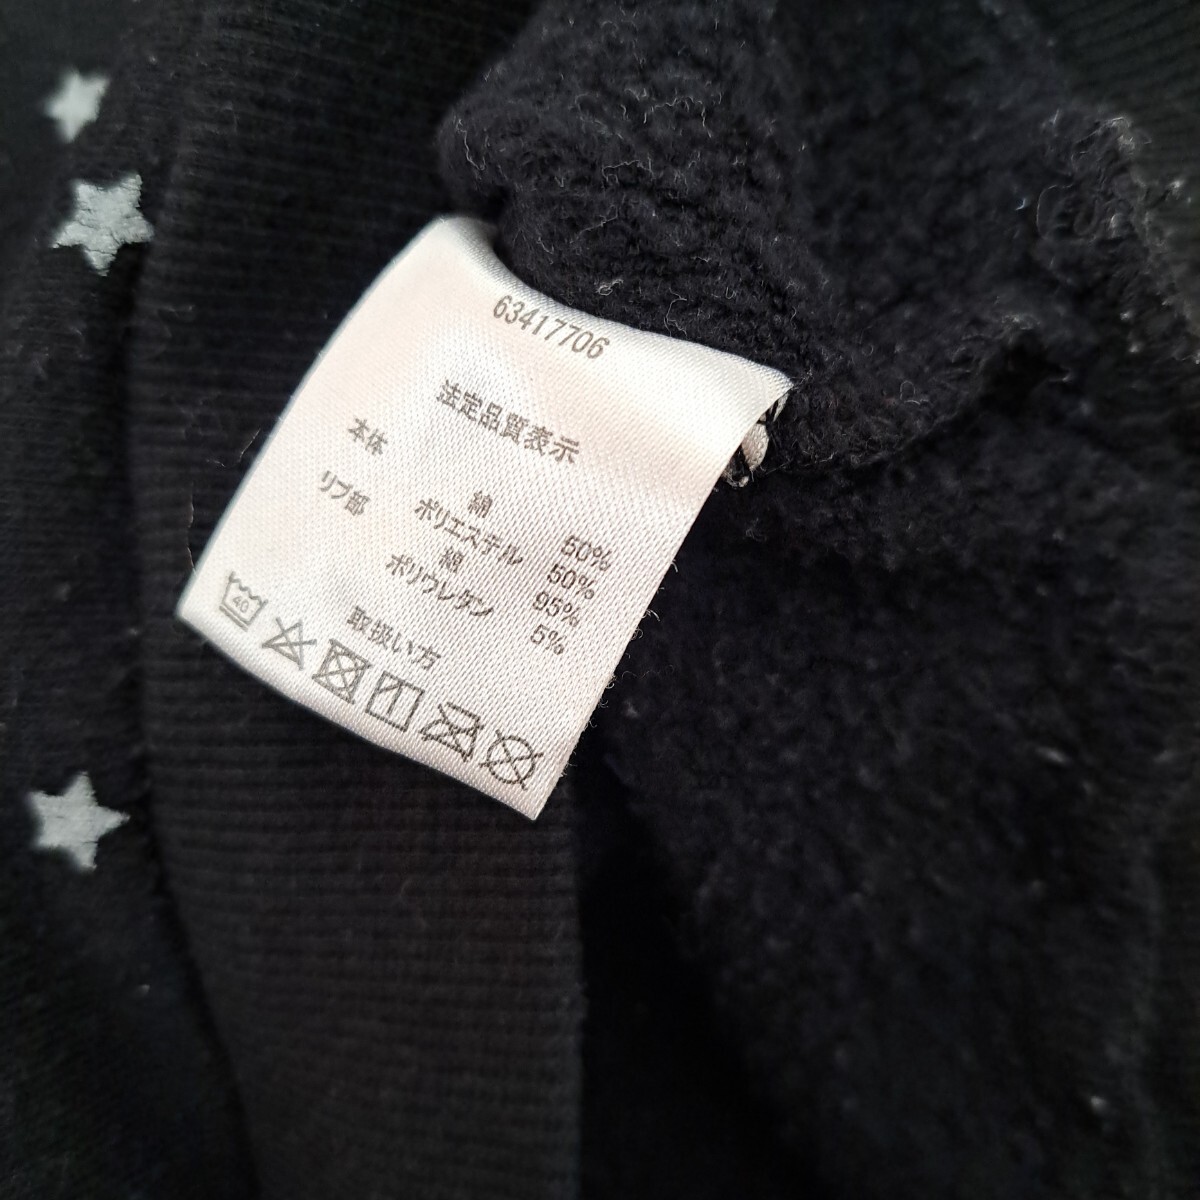 63417706
法定品質表示
本体 綿 50%
ポリエステル 50%
リブ部 綿 95%
ポリウレタン 5%
取扱い方
40